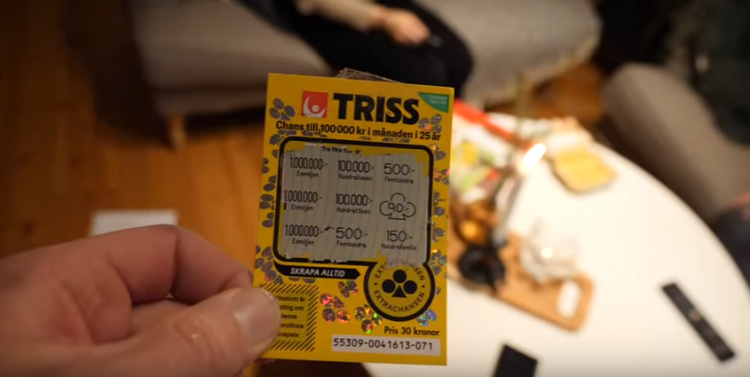 TRISS
Chans till 100 000 kr i månaden i 25 år
1.000.000:- 100.000:- 500:-
Enmiljon Hundratusen Femhundra
1.000.000:- 100.000:- 90:-
Enmiljon Hundratusen
1.000.000:- 500:- 150:-
Enmiljon Femhundra Hundrafemtio
SKRAPA ALLTID
EXTRACHANSEN
EXTRACHANSEN
Pris 30 kronor
55309-0041613-071